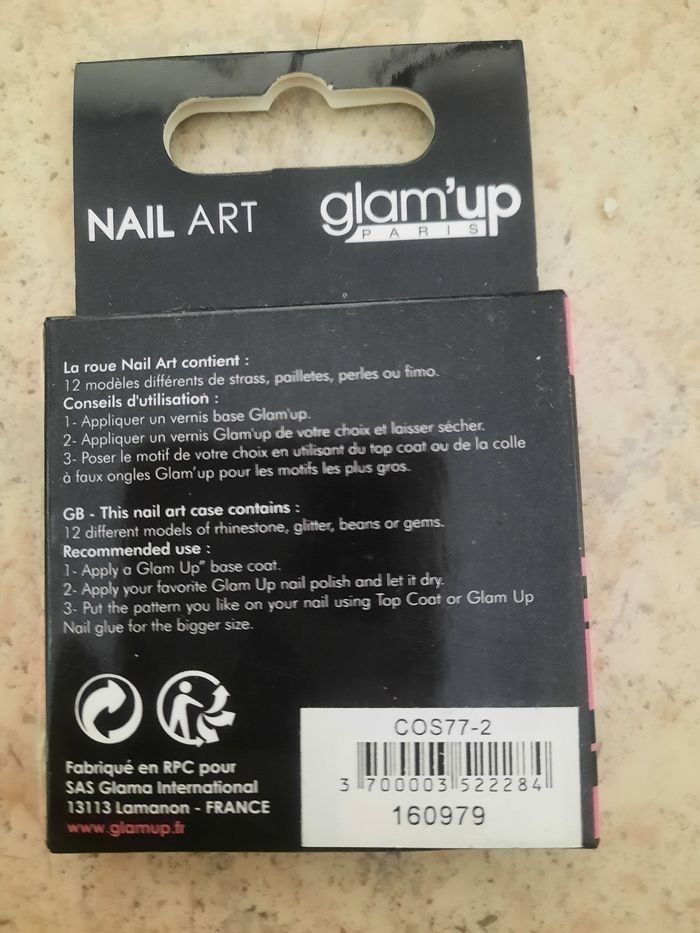 NAIL ART
glam'up
PARIS
La roue Nail Art contient :
12 modèles différents de strass, pailletes, perles ou fimo.
Conseils d'utilisation :
1- Appliquer un vernis base Glam'up.
2- Appliquer un vernis Glam'up de votre choix et laisser sécher.
3- Poser le motif de votre choix en utilisant du top coat ou de la colle
à faux ongles Glam'up pour les motifs les plus gros.
GB - This nail art case contains :
12 different models of rhinestone, glitter, beans or gems.
Recommended use :
1- Apply a Glam Up" base coat.
2- Apply your favorite Glam Up nail polish and let it dry.
3- Put the pattern you like on your nail using Top Coat or Glam Up
Nail glue for the bigger size.
Fabriqué en RPC pour
SAS Glama International
13113 Lamanon - FRANCE
www.glamup.fr
COS77-2
3 700003 522284
160979